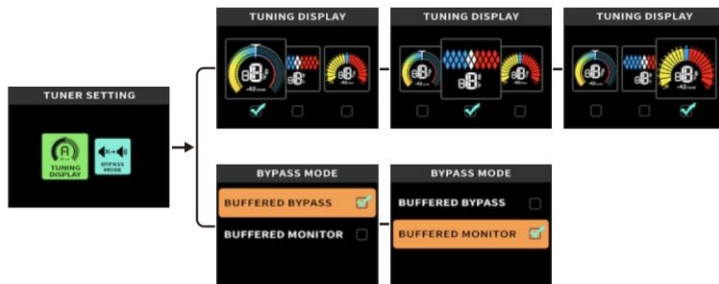 TUNING DISPLAY
TUNING DISPLAY
TUNING DISPLAY
TUNER SETTING
TUNING
DISPLAY
BYPASS
MODE
BYPASS MODE
BUFFERED BYPASS
BUFFERED MONITOR
BYPASS MODE
BUFFERED BYPASS
BUFFERED MONITOR